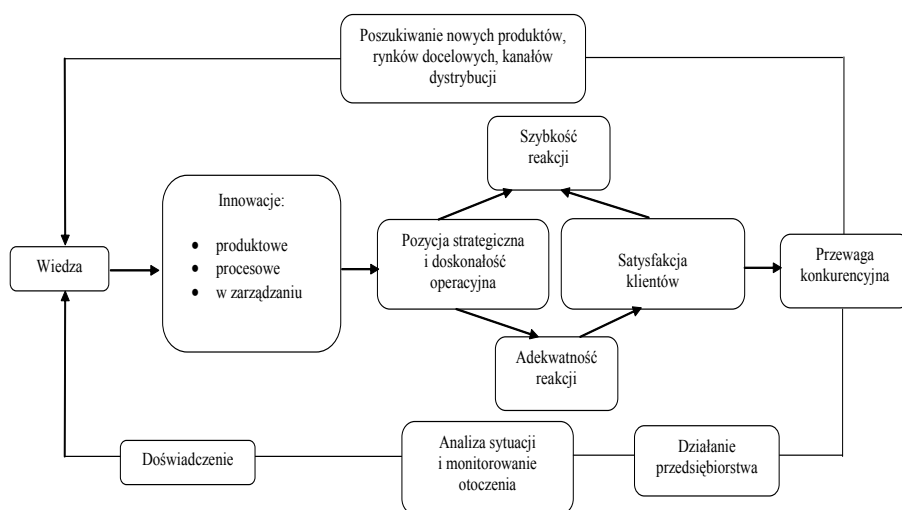 Poszukiwanie nowych produktów,
rynków docelowych, kanałów
dystrybucji
Szybkość
reakcji
Innowacje:
• produktowe
• procesowe
• w zarządzaniu
Wiedza
Pozycja strategiczna
i doskonałość
operacyjna
Satysfakcja
klientów
Przewaga
konkurencyjna
Adekwatność
reakcji
Doświadczenie
Analiza sytuacji
i monitorowanie
otoczenia
Działanie
przedsiębiorstwa